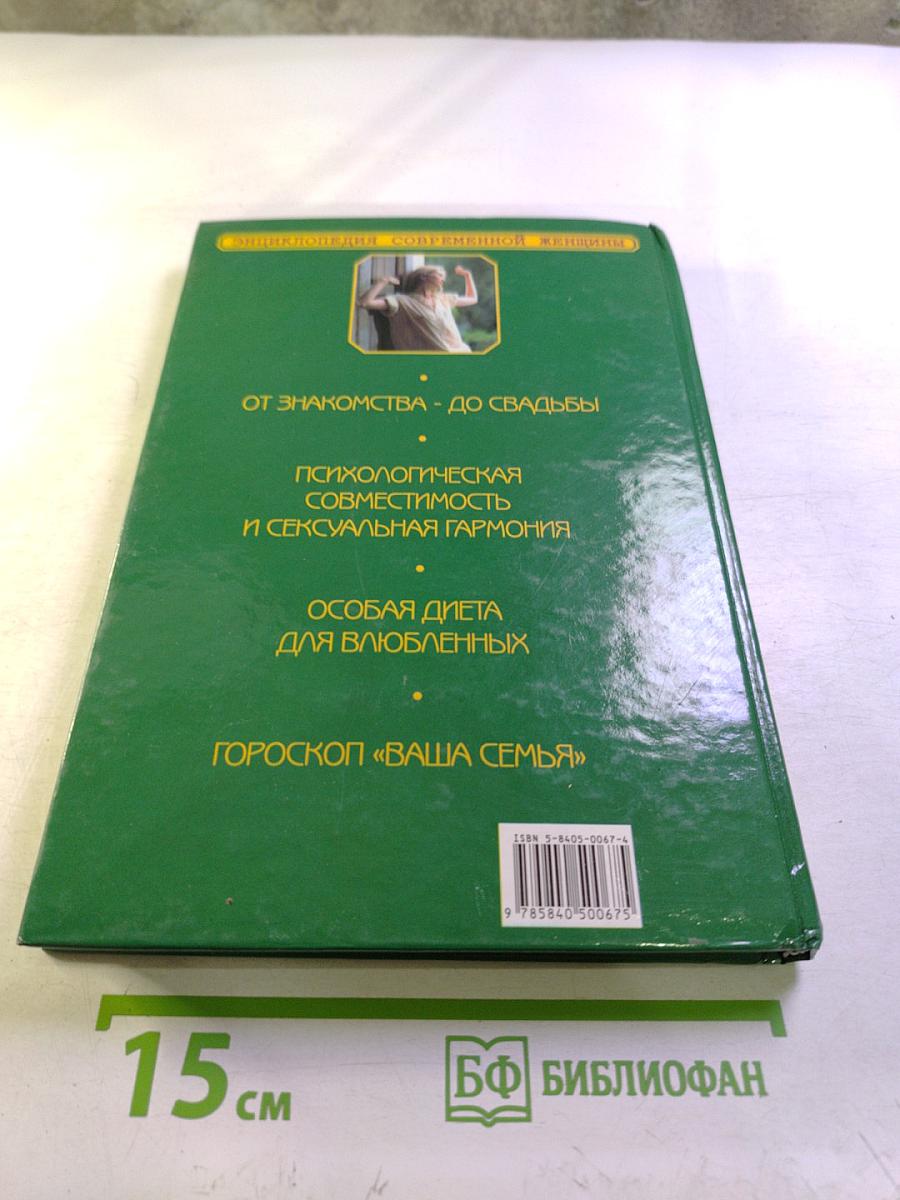 ЭНЦИКЛОПЕДИЯ СОВРЕМЕННОЙ ЖЕНЩИНЫ
•
ОТ ЗНАКОМСТВА - ДО СВАДЬБЫ
•
ПСИХОЛОГИЧЕСКАЯ
СОВМЕСТИМОСТЬ
И СЕКСУАЛЬНАЯ ГАРМОНИЯ
•
ОСОБАЯ ДИЕТА
ДЛЯ ВЛЮБЛЕННЫХ
•
ГОРОСКОП «ВАША СЕМЬЯ»
ISBN 5-8405-0067-4
9 785840 500675
15 см
БФ БИБЛИОФАН